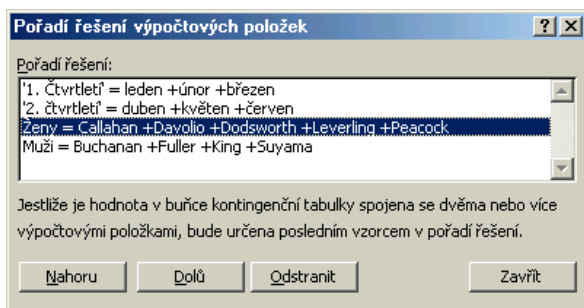 Pořadí řešení výpočtových položek
Pořadí řešení:
'1. Čtvrtletí' = leden +únor +březen
'2. čtvrtletí' = duben +květen +červen
Ženy = Callahan +Davolio +Dodsworth +Leverling +Peacock
Muži = Buchanan +Fuller +King +Suyama
Jestliže je hodnota v buňce kontingenční tabulky spojena se dvěma nebo více
výpočtovými položkami, bude určena posledním vzorcem v pořadí řešení.
Nahoru Dolů Odstranit Zavřít